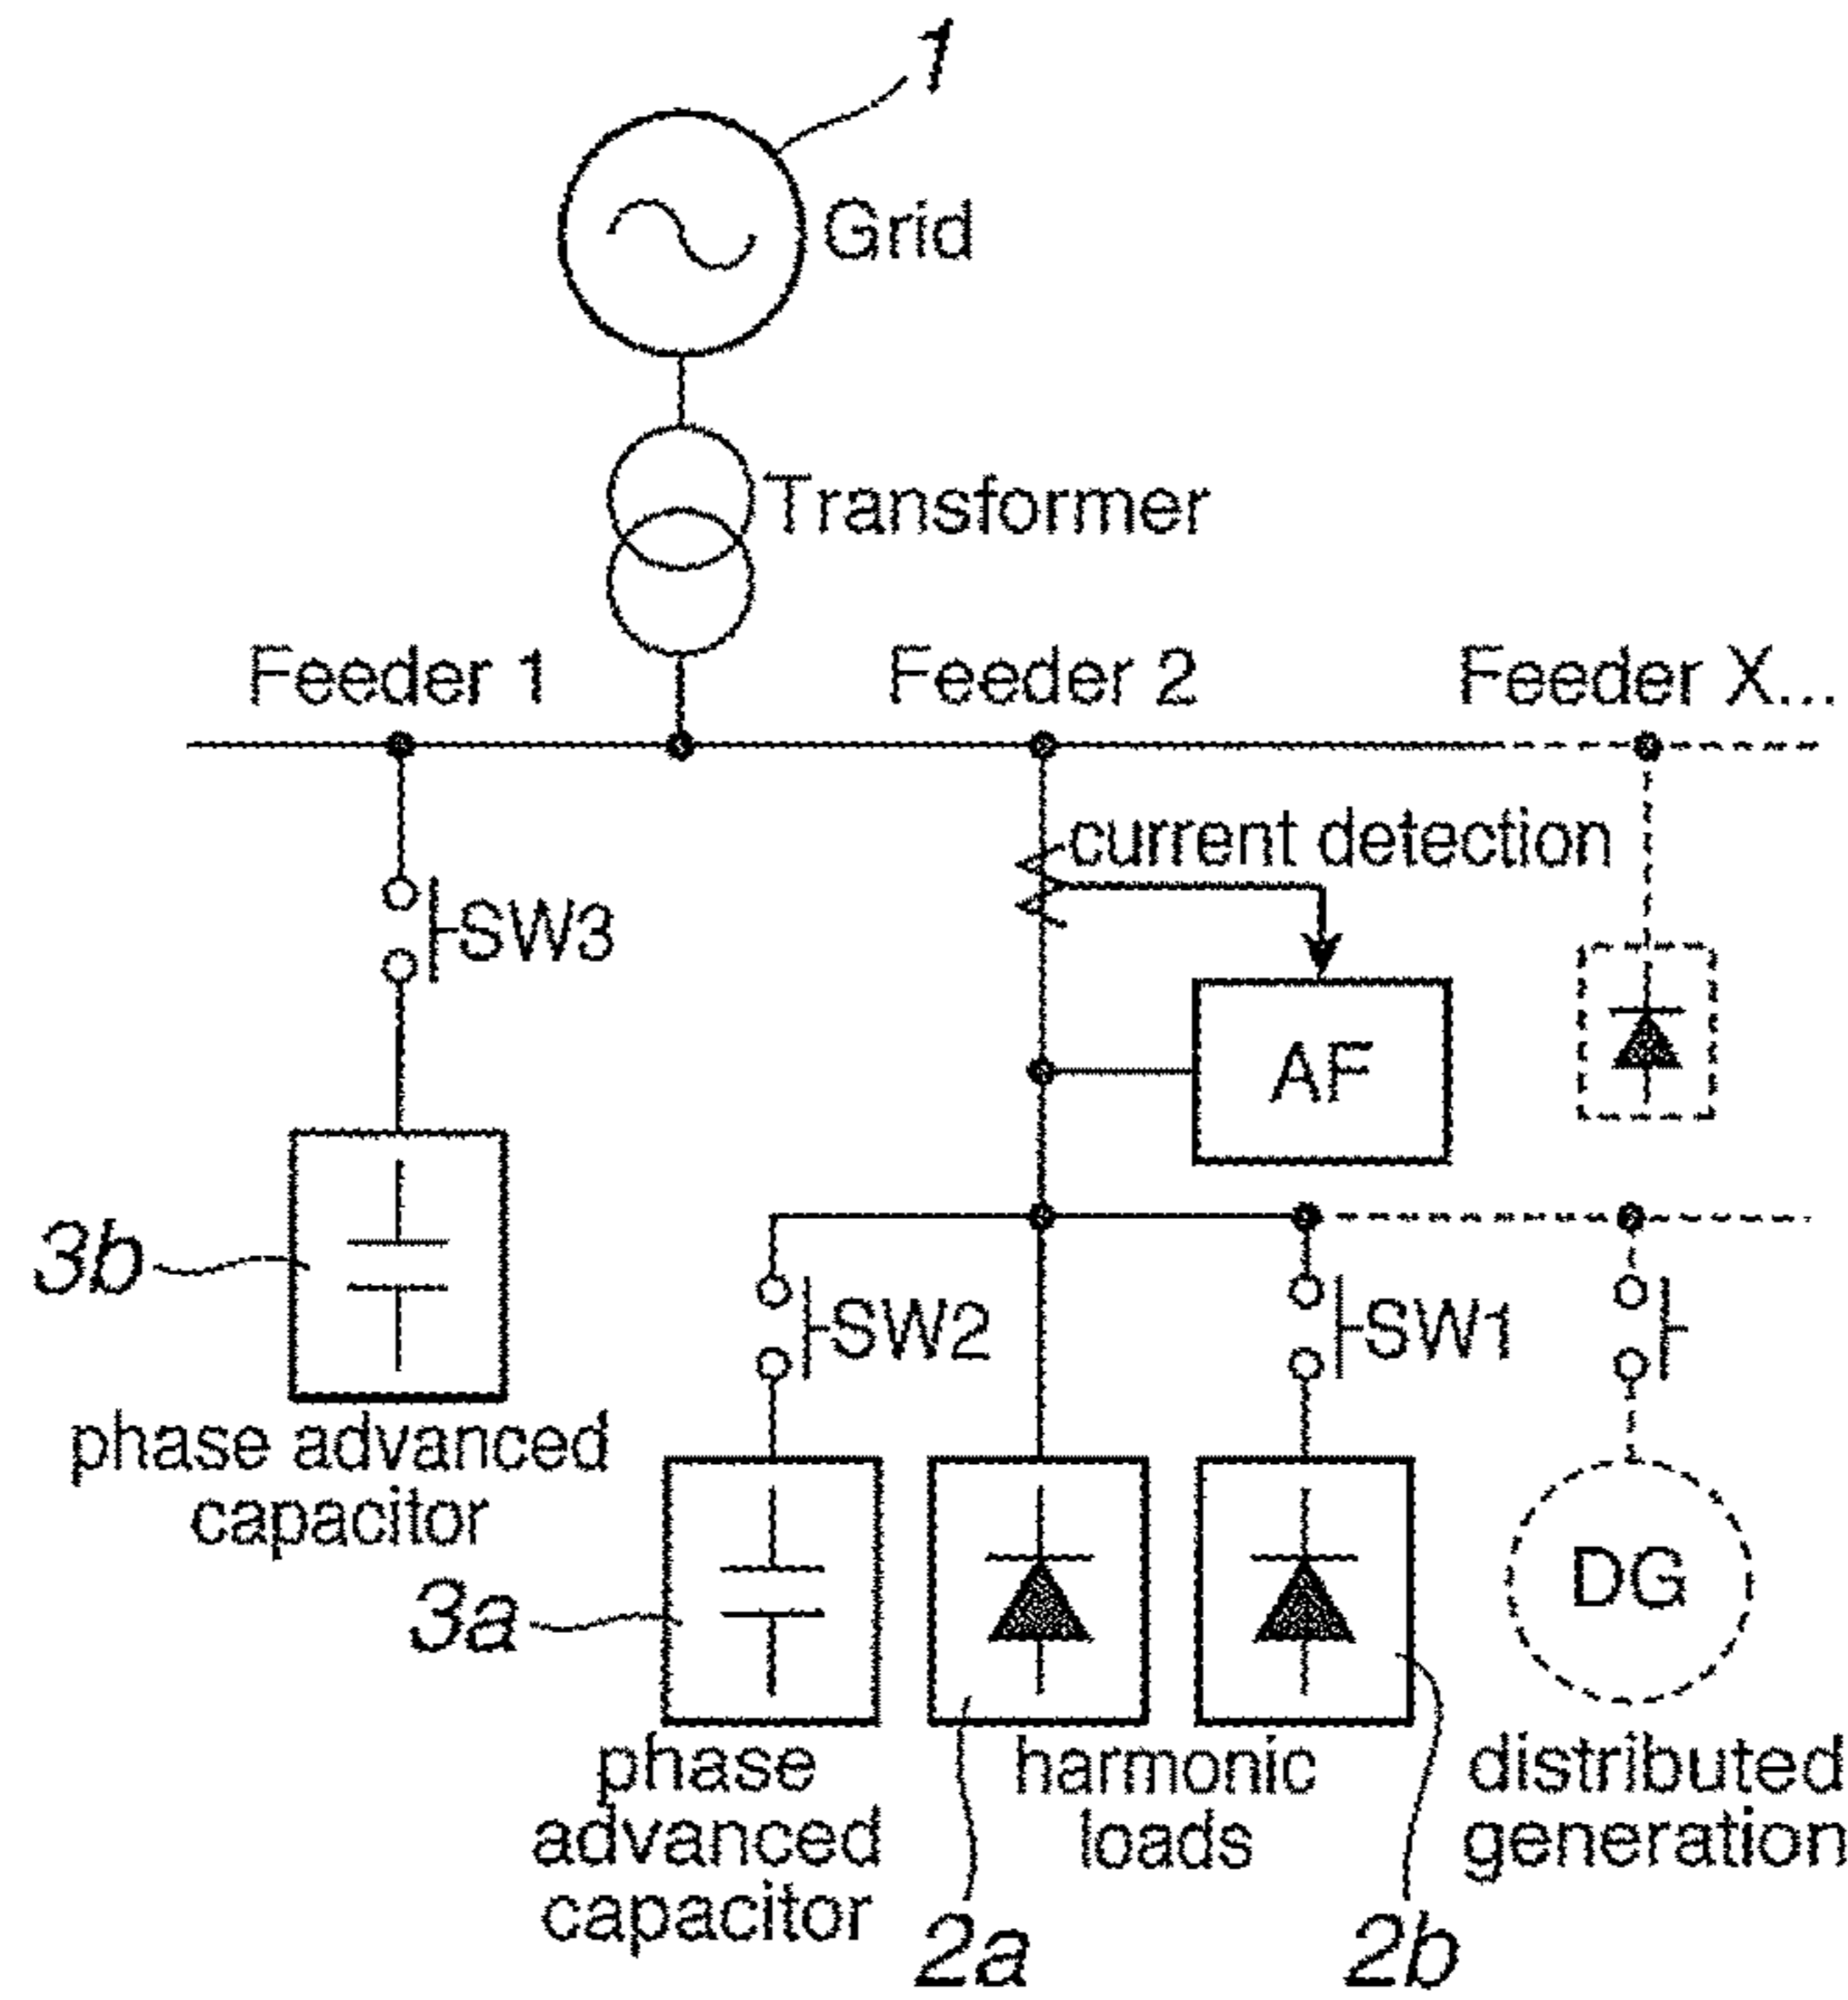 1
Grid
Transformer
Feeder 1
Feeder 2
Feeder X...
current detection
SW3
AF
3b
SW2
SW1
phase advanced
capacitor
3a
DG
phase
advanced
capacitor
harmonic
loads
distributed
generation
2a
2b